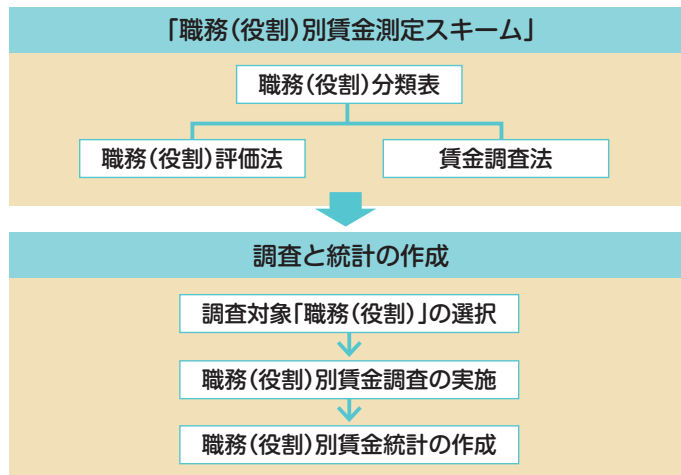 「職務(役割)別賃金測定スキーム」
職務(役割)分類表
職務(役割)評価法
賃金調査法
調査と統計の作成
調査対象「職務(役割)」の選択
職務(役割)別賃金調査の実施
職務(役割)別賃金統計の作成